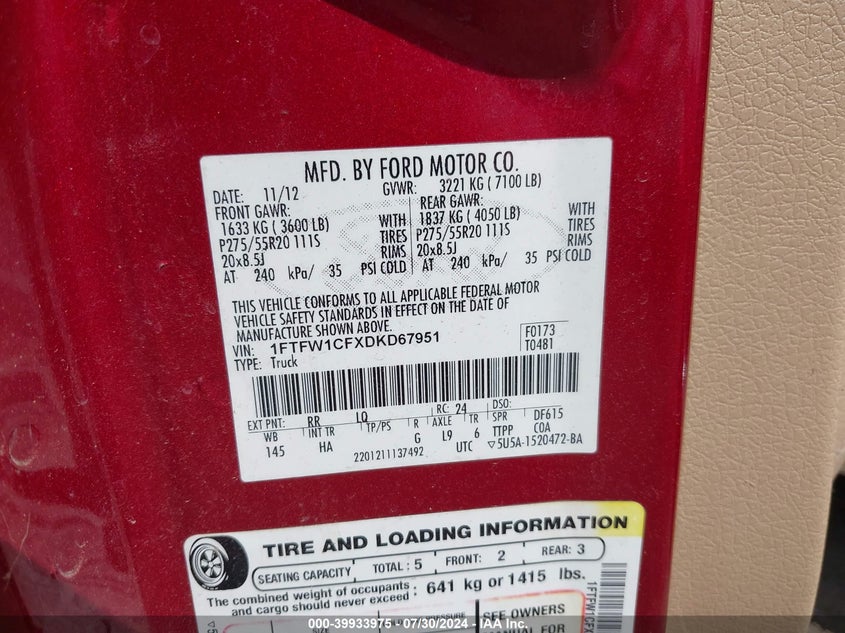 MFD. BY FORD MOTOR CO.
DATE: 11/12 GVWR: 3221 KG ( 7100 LB)
FRONT GAWR: REAR GAWR:
1633 KG ( 3600 LB) WITH 1837 KG ( 4050 LB) WITH
P275/55R20 111S TIRES P275/55R20 111S TIRES
20x8.5J RIMS 20x8.5J RIMS
AT 240 kPa/ 35 PSI COLD AT 240 kPa/ 35 PSI COLD
THIS VEHICLE CONFORMS TO ALL APPLICABLE FEDERAL MOTOR
VEHICLE SAFETY STANDARDS IN EFFECT ON THE DATE OF
MANUFACTURE SHOWN ABOVE.
VIN: 1FTFW1CFXDKD67951 F0173
TYPE: Truck T0481
EXT PNT: RR LQ RC: 24 DSO:
WB INT TR TP/PS R AXLE TR SPR DF615
145 HA G L9 6 TTPP COA
2201211137492 UTC ▽5U5A-1520472-BA
TIRE AND LOADING INFORMATION
SEATING CAPACITY TOTAL : 5 FRONT: 2 REAR: 3
The combined weight of occupants and cargo should never exceed : 641 kg or 1415 lbs.
SEE OWNERS
MANUAL FOR
1FTFW1CFX
000-39933975 - 07/30/2024 - IAA Inc.